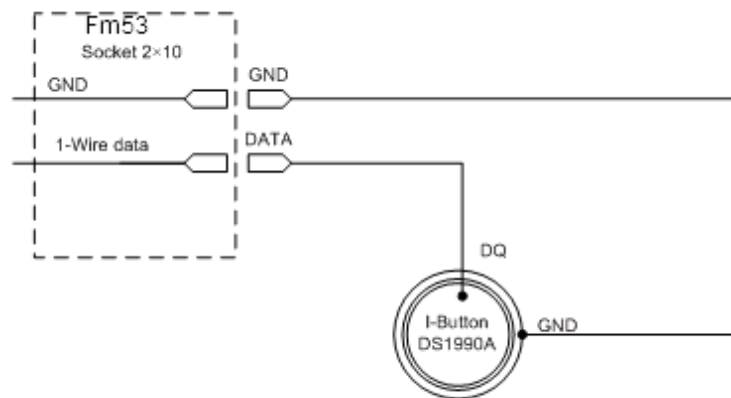 Fm53
Socket 2×10
GND
GND
1-Wire data
DATA
DQ
I-Button
DS1990A
GND